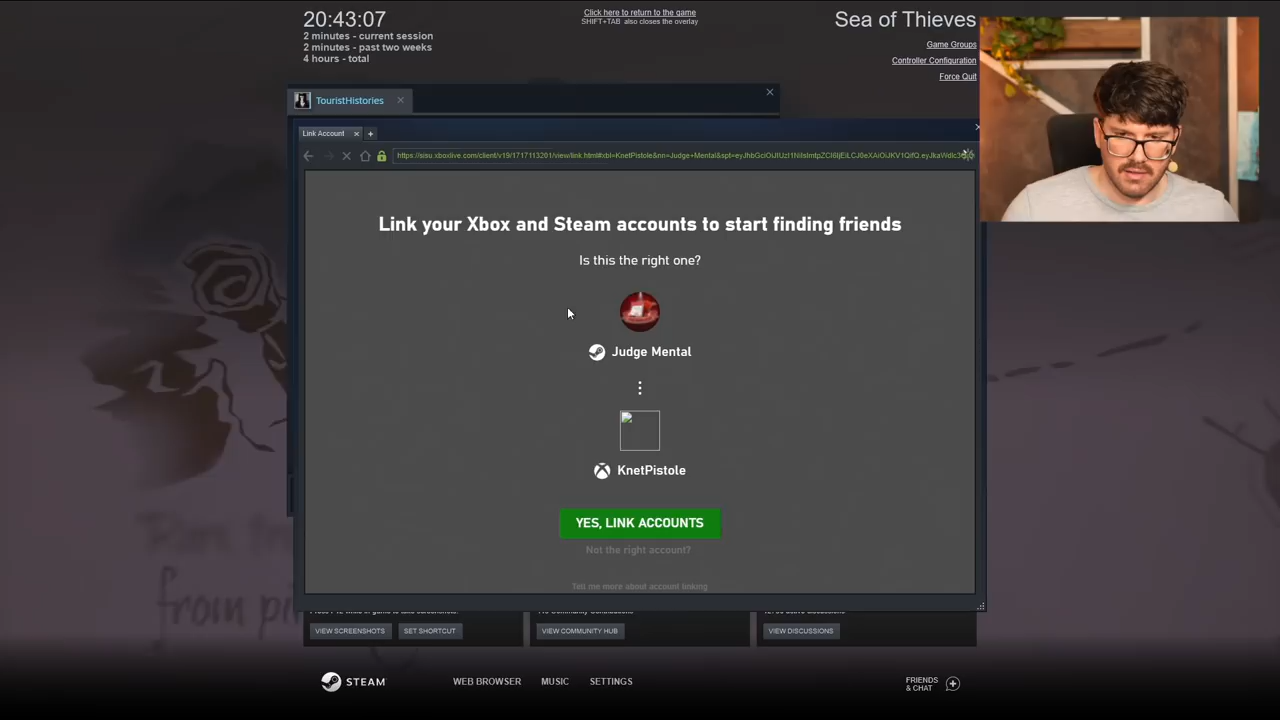 20:43:07
2 minutes - current session
2 minutes - past two weeks
4 hours - total
Click here to return to the game
SHIFT+TAB also closes the overlay
Sea of Thieves
Game Groups
Controller Configuration
Force Quit
TouristHistories
Link Account
Link your Xbox and Steam accounts to start finding friends
Is this the right one?
Judge Mental
KnetPistole
YES, LINK ACCOUNTS
Not the right account?
Tell me more about account linking
VIEW SCREENSHOTS
SET SHORTCUT
VIEW COMMUNITY HUB
VIEW DISCUSSIONS
STEAM
WEB BROWSER
MUSIC
SETTINGS
FRIENDS
& CHAT